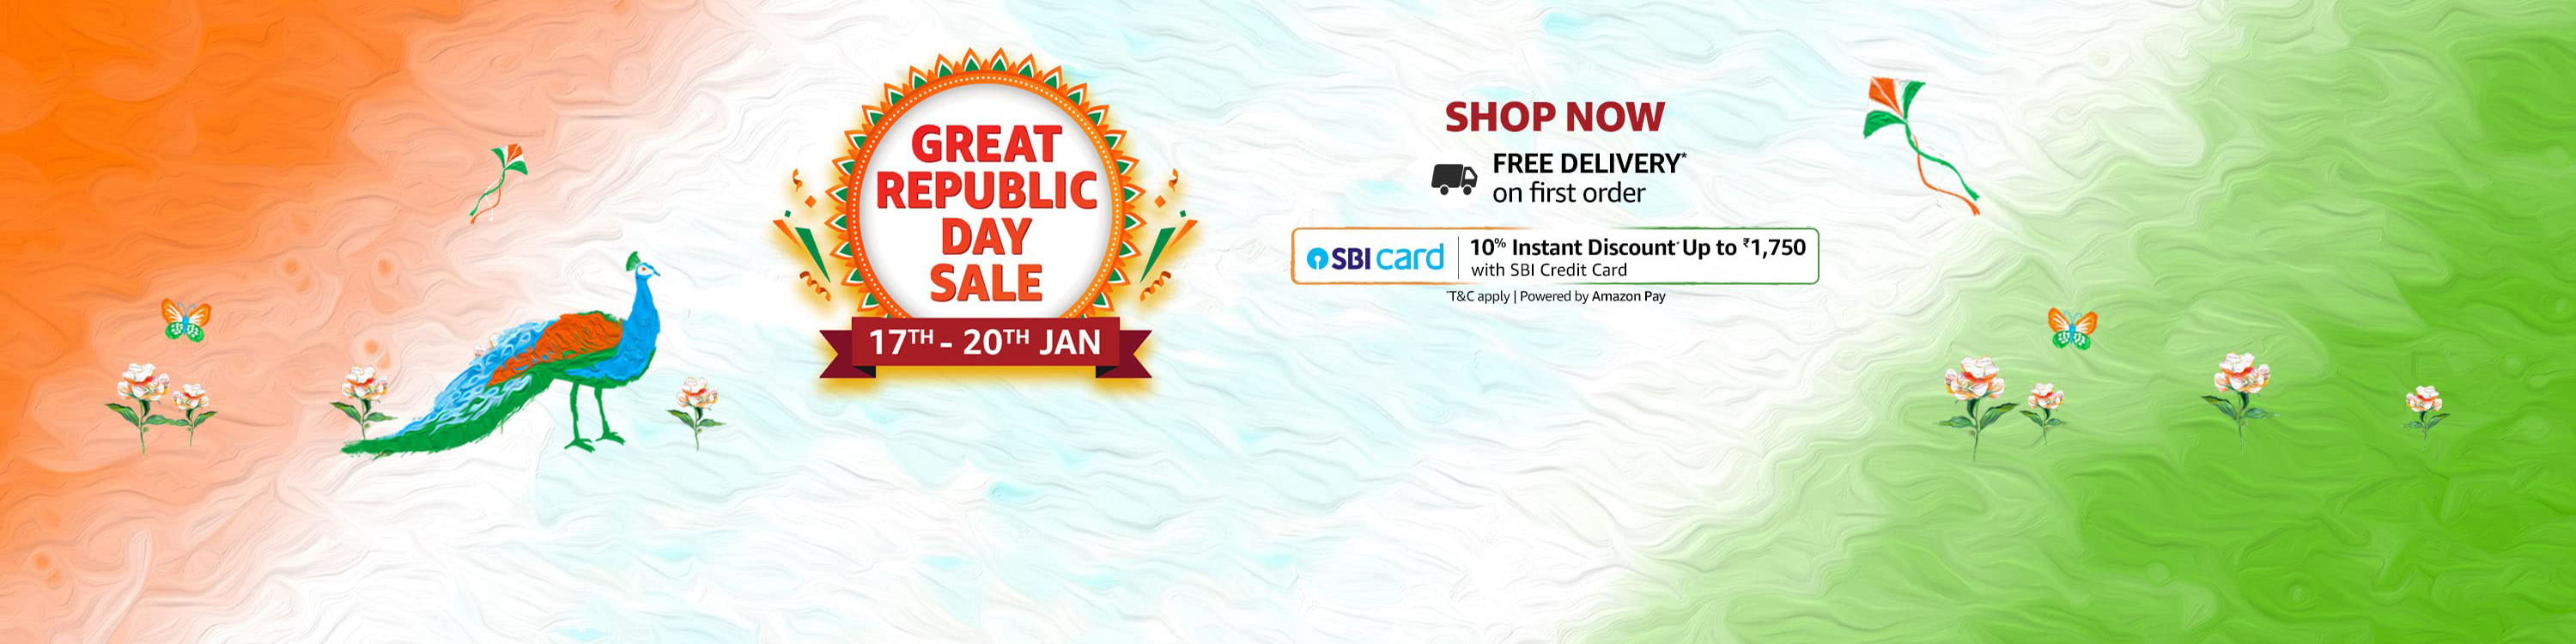 GREAT
REPUBLIC
DAY
SALE
17TH - 20TH JAN
SHOP NOW
FREE DELIVERY*
on first order
SBI card
10% Instant Discount* Up to ₹1,750
with SBI Credit Card
*T&C apply | Powered by Amazon Pay